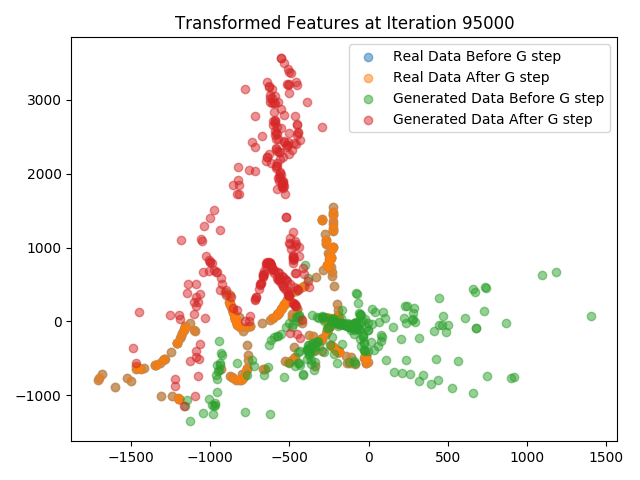 Transformed Features at Iteration 95000
Real Data Before G step
Real Data After G step
Generated Data Before G step
Generated Data After G step
3000
2000
1000
0
−1000
−1500 −1000 −500 0 500 1000 1500